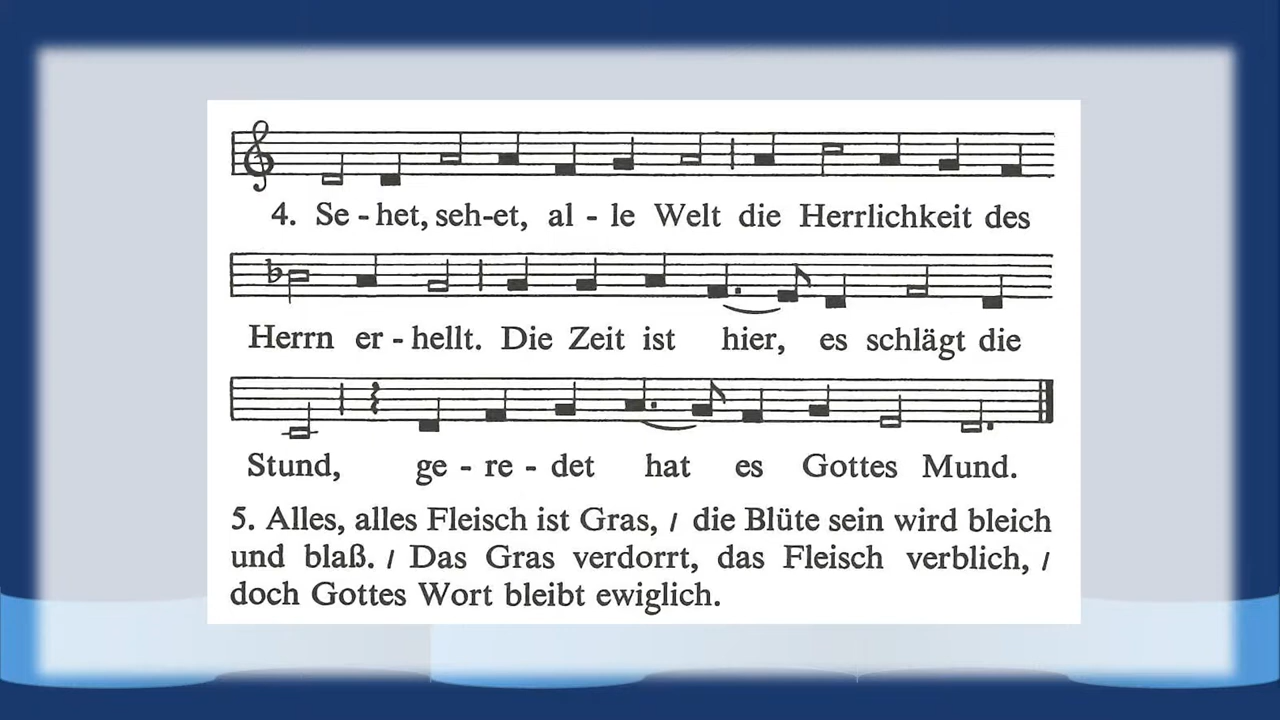 4. Se - het, seh-et, al - le Welt die Herrlichkeit des
Herrn er - hellt. Die Zeit ist hier, es schlägt die
Stund, ge - re - det hat es Gottes Mund.
5. Alles, alles Fleisch ist Gras, / die Blüte sein wird bleich
und blaß. / Das Gras verdorrt, das Fleisch verblich, /
doch Gottes Wort bleibt ewiglich.